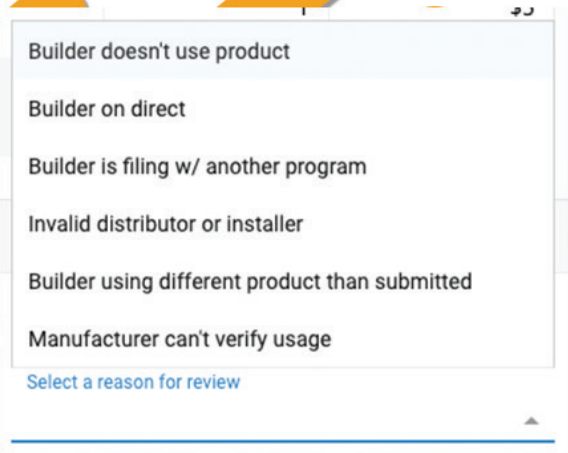 Builder doesn't use product
Builder on direct
Builder is filing w/ another program
Invalid distributor or installer
Builder using different product than submitted
Manufacturer can't verify usage
Select a reason for review